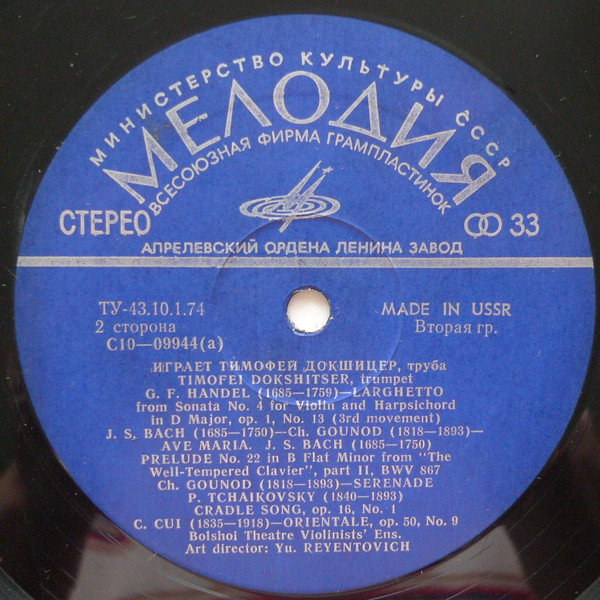 МИНИСТЕРСТВО КУЛЬТУРЫ СССР
МЕЛОДИЯ
ВСЕСОЮЗНАЯ ФИРМА ГРАМПЛАСТИНОК
СТЕРЕО
33
АПРЕЛЕВСКИЙ ОРДЕНА ЛЕНИНА ЗАВОД
ТУ-43.10.1.74
MADE IN USSR
2 сторона
Вторая гр.
С10—09944(а)
ИГРАЕТ ТИМОФЕЙ ДОКШИЦЕР, труба
TIMOFEI DOKSHITSER, trumpet
G. F. HANDEL (1685—1759)—LARGHETTO
from Sonata No. 4 for Violin and Harpsichord
in D Major, op. 1, No. 13 (3rd movement)
J. S. BACH (1685—1750)—Ch. GOUNOD (1818—1893)—
AVE MARIA. J. S. BACH (1685—1750)
PRELUDE No. 22 in B Flat Minor from "The
Well-Tempered Clavier", part II, BWV 867
Ch. GOUNOD (1818—1893)—SERENADE
P. TCHAIKOVSKY (1840—1893)
CRADLE SONG, op. 16, No. 1
C. CUI (1835—1918)—ORIENTALE, op. 50, No. 9
Bolshoi Theatre Violinists' Ens.
Art director: Yu. REYENTOVICH